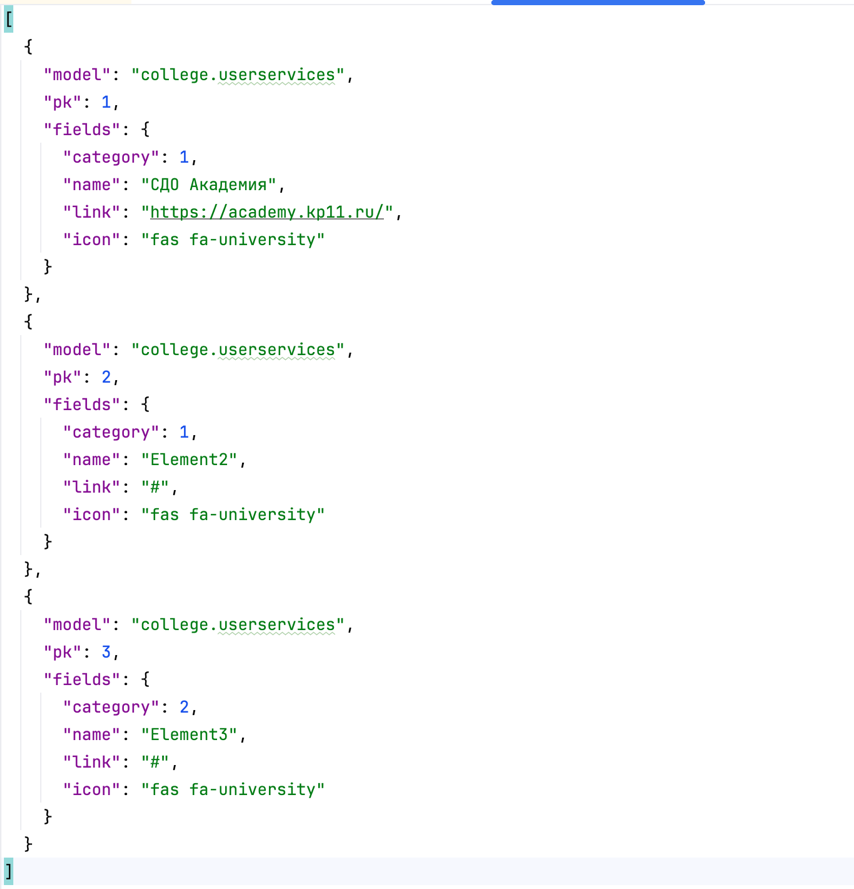 [
  {
    "model": "college.userservices",
    "pk": 1,
    "fields": {
      "category": 1,
      "name": "СДО Академия",
      "link": "https://academy.kp11.ru/",
      "icon": "fas fa-university"
    }
  },
  {
    "model": "college.userservices",
    "pk": 2,
    "fields": {
      "category": 1,
      "name": "Element2",
      "link": "#",
      "icon": "fas fa-university"
    }
  },
  {
    "model": "college.userservices",
    "pk": 3,
    "fields": {
      "category": 2,
      "name": "Element3",
      "link": "#",
      "icon": "fas fa-university"
    }
  }
]